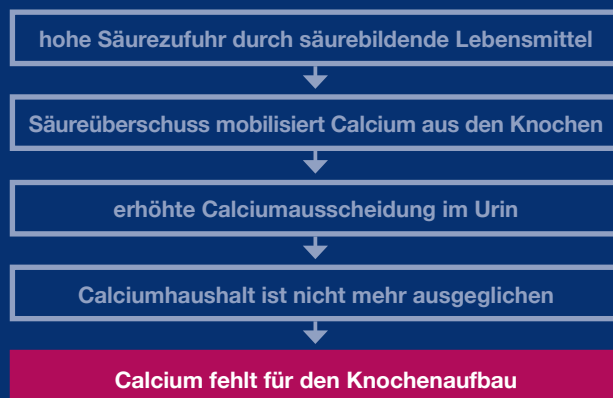 hohe Säurezufuhr durch säurebildende Lebensmittel
Säureüberschuss mobilisiert Calcium aus den Knochen
erhöhte Calciumausscheidung im Urin
Calciumhaushalt ist nicht mehr ausgeglichen
Calcium fehlt für den Knochenaufbau